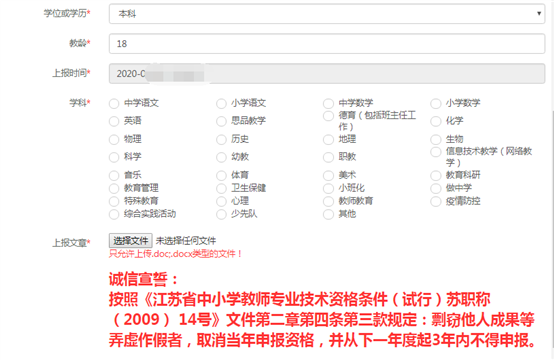 学位或学历* 本科
教龄* 18
上报时间* 2020-0
学科* 中学语文 小学语文 中学数学 小学数学
英语 思品教学 德育（包括班主任工作） 化学
物理 历史 地理 生物
科学 幼教 职教 信息技术教学（网络教学）
音乐 体育 美术 教育科研
教育管理 卫生保健 小班化 做中学
特殊教育 心理 教师教育 疫情防控
综合实践活动 少先队 其他
上报文章* 选择文件 未选择任何文件
只允许上传.doc;.docx类型的文件！
诚信宣誓：
按照《江苏省中小学教师专业技术资格条件（试行）苏职称
（2009）14号》文件第二章第四条第三款规定：剽窃他人成果等
弄虚作假者，取消当年申报资格，并从下一年度起3年内不得申报。